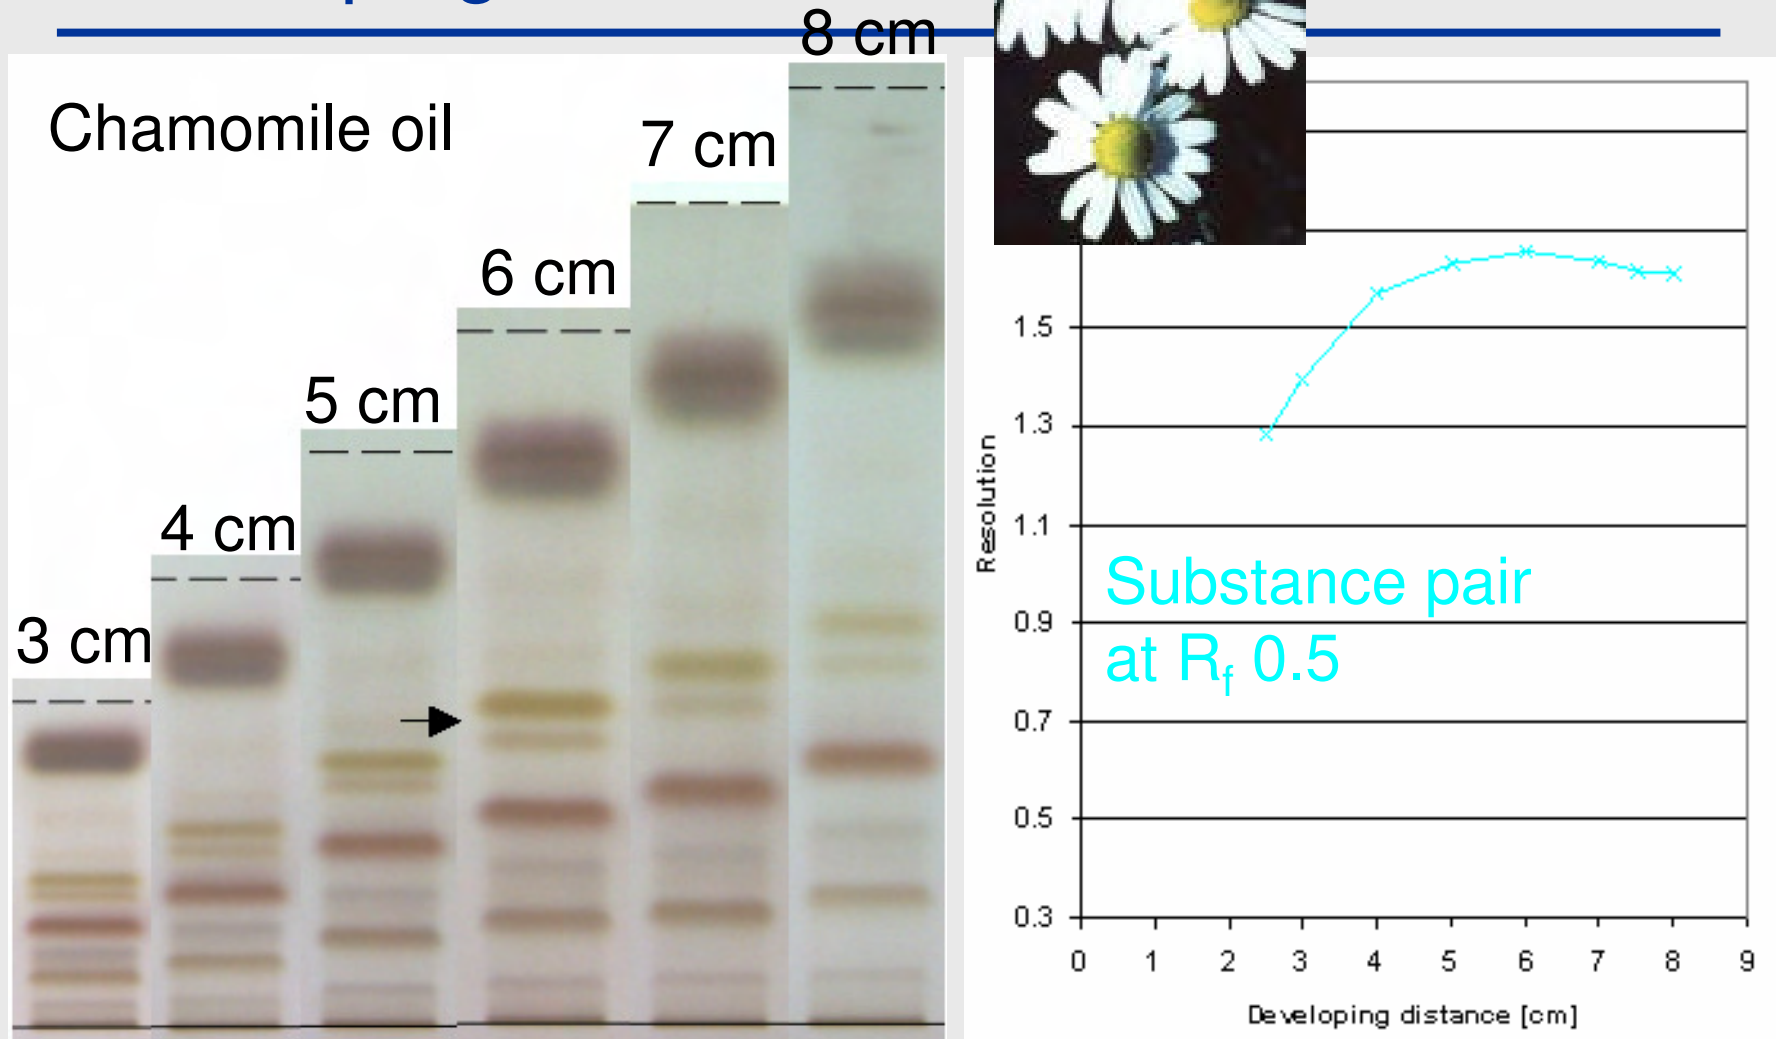 8 cm
Chamomile oil
7 cm
6 cm
5 cm
4 cm
3 cm
1.5
1.3
1.1
0.9
0.7
0.5
0.3
Resolution
Substance pair
at Rf 0.5
0 1 2 3 4 5 6 7 8 9
Developing distance [cm]